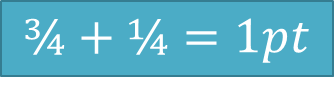 ¾ + ¼ = 1pt